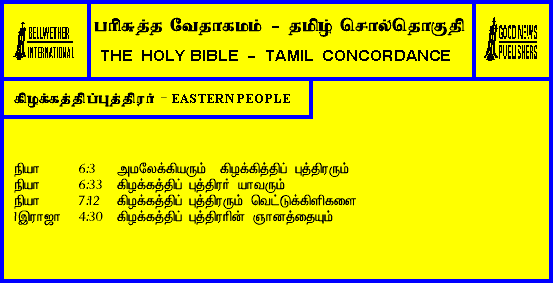 BELLWETHER
INTERNATIONAL
பரிசுத்த வேதாகமம் - தமிழ் சொல்தொகுதி
THE HOLY BIBLE - TAMIL CONCORDANCE
GOOD NEWS
PUBLISHERS
கிழக்கத்திப்புத்திரர் - EASTERN PEOPLE
நியா 6:3 அமலேக்கியரும் கிழக்கித்திப் புத்திரரும்
நியா 6:33 கிழக்கத்திப் புத்திரர் யாவரும்
நியா 7:12 கிழக்கத்திப் புத்திரரும் வெட்டுக்கிளிகளை
1இராஜா 4:30 கிழக்கத்திப் புத்திரரின் ஞானத்தையும்